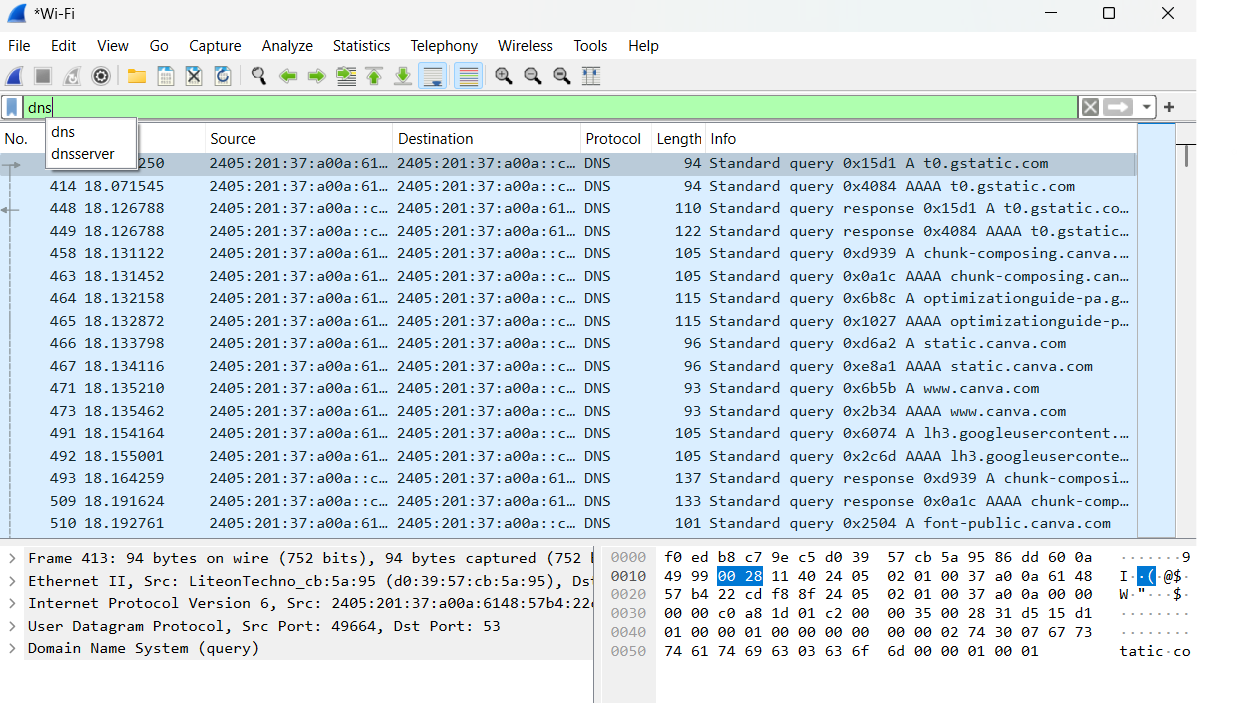 *Wi-Fi
File Edit View Go Capture Analyze Statistics Telephony Wireless Tools Help
dns
dns
dnsserver
No. Source Destination Protocol Length Info
250 2405:201:37:a00a:61… 2405:201:37:a00a::c… DNS 94 Standard query 0x15d1 A t0.gstatic.com
414 18.071545 2405:201:37:a00a:61… 2405:201:37:a00a::c… DNS 94 Standard query 0x4084 AAAA t0.gstatic.com
448 18.126788 2405:201:37:a00a::c… 2405:201:37:a00a:61… DNS 110 Standard query response 0x15d1 A t0.gstatic.co…
449 18.126788 2405:201:37:a00a::c… 2405:201:37:a00a:61… DNS 122 Standard query response 0x4084 AAAA t0.gstatic…
458 18.131122 2405:201:37:a00a:61… 2405:201:37:a00a::c… DNS 105 Standard query 0xd939 A chunk-composing.canva.…
463 18.131452 2405:201:37:a00a:61… 2405:201:37:a00a::c… DNS 105 Standard query 0x0a1c AAAA chunk-composing.can…
464 18.132158 2405:201:37:a00a:61… 2405:201:37:a00a::c… DNS 115 Standard query 0x6b8c A optimizationguide-pa.g…
465 18.132872 2405:201:37:a00a:61… 2405:201:37:a00a::c… DNS 115 Standard query 0x1027 AAAA optimizationguide-p…
466 18.133798 2405:201:37:a00a:61… 2405:201:37:a00a::c… DNS 96 Standard query 0xd6a2 A static.canva.com
467 18.134116 2405:201:37:a00a:61… 2405:201:37:a00a::c… DNS 96 Standard query 0xe8a1 AAAA static.canva.com
471 18.135210 2405:201:37:a00a:61… 2405:201:37:a00a::c… DNS 93 Standard query 0x6b5b A www.canva.com
473 18.135462 2405:201:37:a00a:61… 2405:201:37:a00a::c… DNS 93 Standard query 0x2b34 AAAA www.canva.com
491 18.154164 2405:201:37:a00a:61… 2405:201:37:a00a::c… DNS 105 Standard query 0x6074 A lh3.googleusercontent.…
492 18.155001 2405:201:37:a00a:61… 2405:201:37:a00a::c… DNS 105 Standard query 0x2c6d AAAA lh3.googleuserconte…
493 18.164259 2405:201:37:a00a::c… 2405:201:37:a00a:61… DNS 137 Standard query response 0xd939 A chunk-composi…
509 18.191624 2405:201:37:a00a::c… 2405:201:37:a00a:61… DNS 133 Standard query response 0x0a1c AAAA chunk-comp…
510 18.192761 2405:201:37:a00a:61… 2405:201:37:a00a::c… DNS 101 Standard query 0x2504 A font-public.canva.com
Frame 413: 94 bytes on wire (752 bits), 94 bytes captured (752
Ethernet II, Src: LiteonTechno_cb:5a:95 (d0:39:57:cb:5a:95), Dst
Internet Protocol Version 6, Src: 2405:201:37:a00a:6148:57b4:22c
User Datagram Protocol, Src Port: 49664, Dst Port: 53
Domain Name System (query)
0000 f0 ed b8 c7 9e c5 d0 39 57 cb 5a 95 86 dd 60 0a ·······9
0010 49 99 00 28 11 40 24 05 02 01 00 37 a0 0a 61 48 I··(·@$·
0020 57 b4 22 cd f8 8f 24 05 02 01 00 37 a0 0a 00 00 W·"···$·
0030 00 00 c0 a8 1d 01 c2 00 00 35 00 28 31 d5 15 d1 ········
0040 01 00 00 01 00 00 00 00 00 00 02 74 30 07 67 73 ········
0050 74 61 74 69 63 03 63 6f 6d 00 00 01 00 01 tatic·co